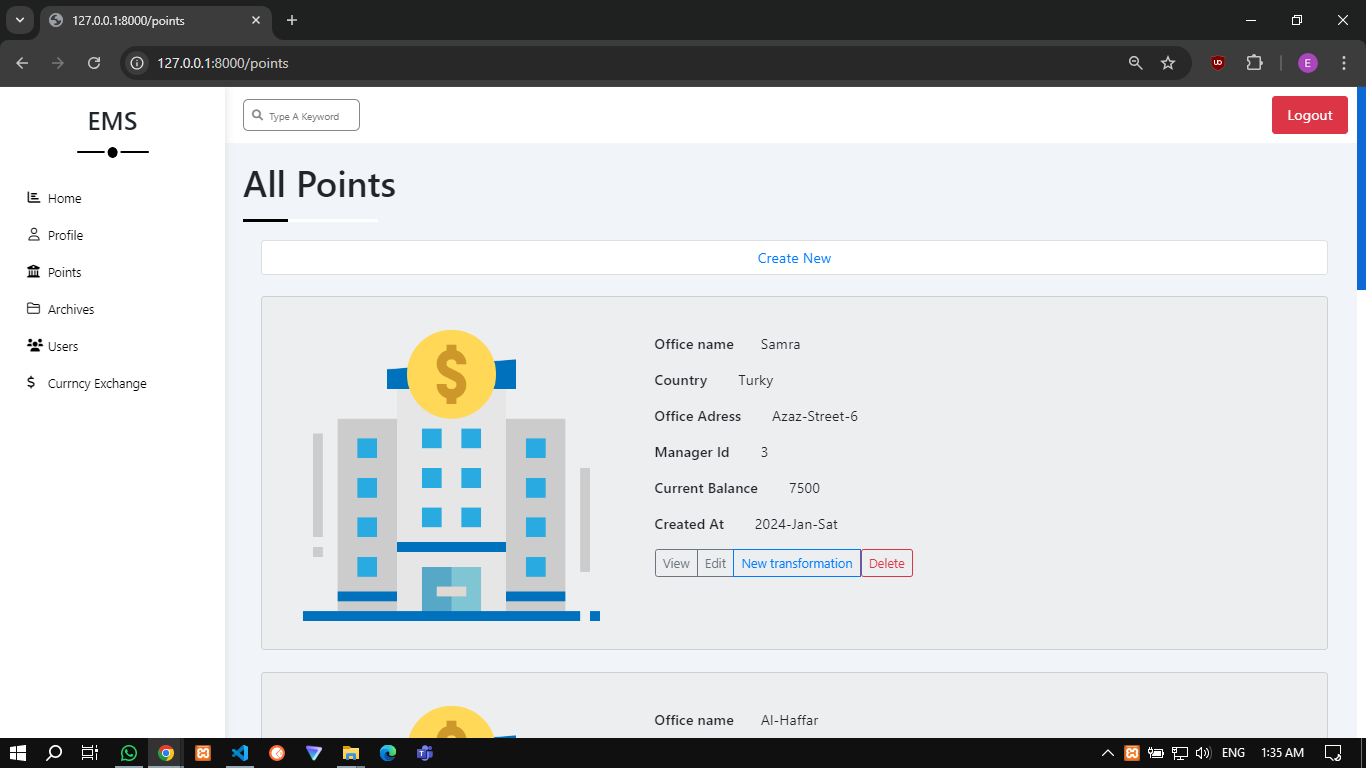 127.0.0.1:8000/points
127.0.0.1:8000/points
E
EMS
Type A Keyword
Logout
Home
Profile
Points
Archives
Users
Currncy Exchange
All Points
Create New
$
Office name Samra
Country Turky
Office Adress Azaz-Street-6
Manager Id 3
Current Balance 7500
Created At 2024-Jan-Sat
View Edit New transformation Delete
Office name Al-Haffar
ENG 1:35 AM